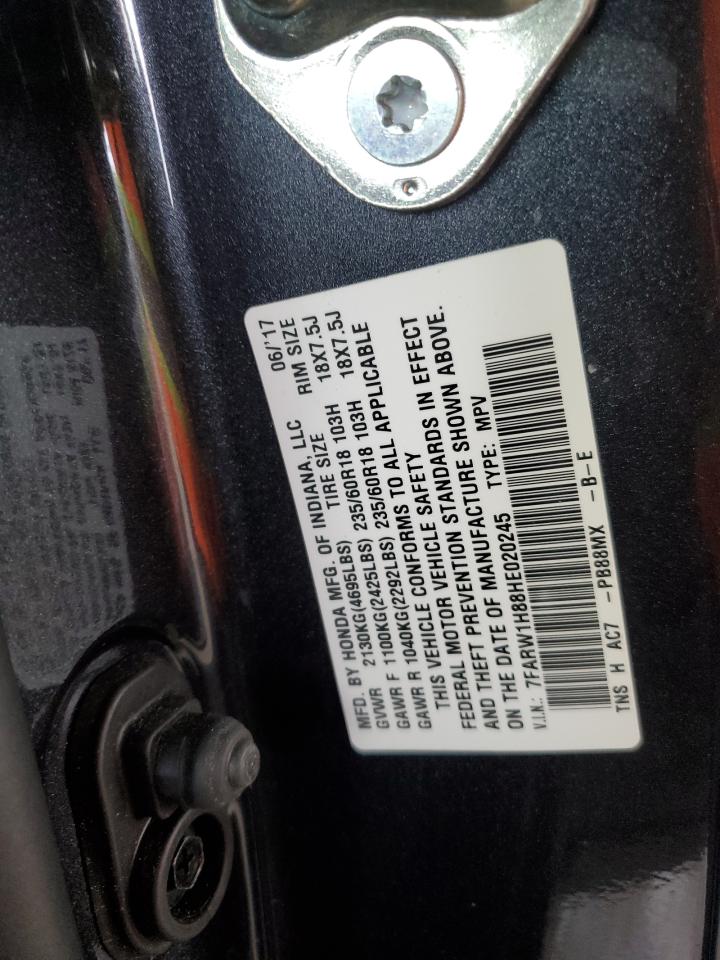 MFD. BY HONDA MFG. OF INDIANA, LLC 06/'17
TIRE SIZE RIM SIZE
GVWR 2130KG(4695LBS)
GAWR F 1100KG(2425LBS) 235/60R18 103H 18X7.5J
GAWR R 1040KG(2292LBS) 235/60R18 103H 18X7.5J
THIS VEHICLE CONFORMS TO ALL APPLICABLE
FEDERAL MOTOR VEHICLE SAFETY
AND THEFT PREVENTION STANDARDS IN EFFECT
ON THE DATE OF MANUFACTURE SHOWN ABOVE.
V.I.N.: 7FARW1H88HE020245 TYPE: MPV
TNS H AC7 -PB88MX -B-E